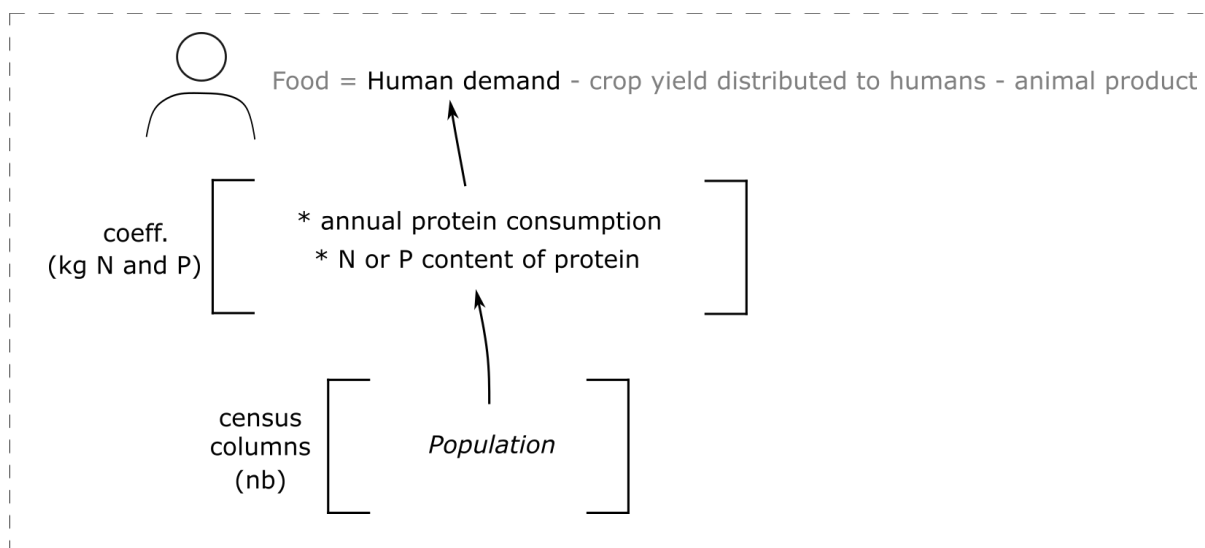 Food = Human demand - crop yield distributed to humans - animal product
coeff.
(kg N and P)
* annual protein consumption
* N or P content of protein
census
columns
(nb)
Population